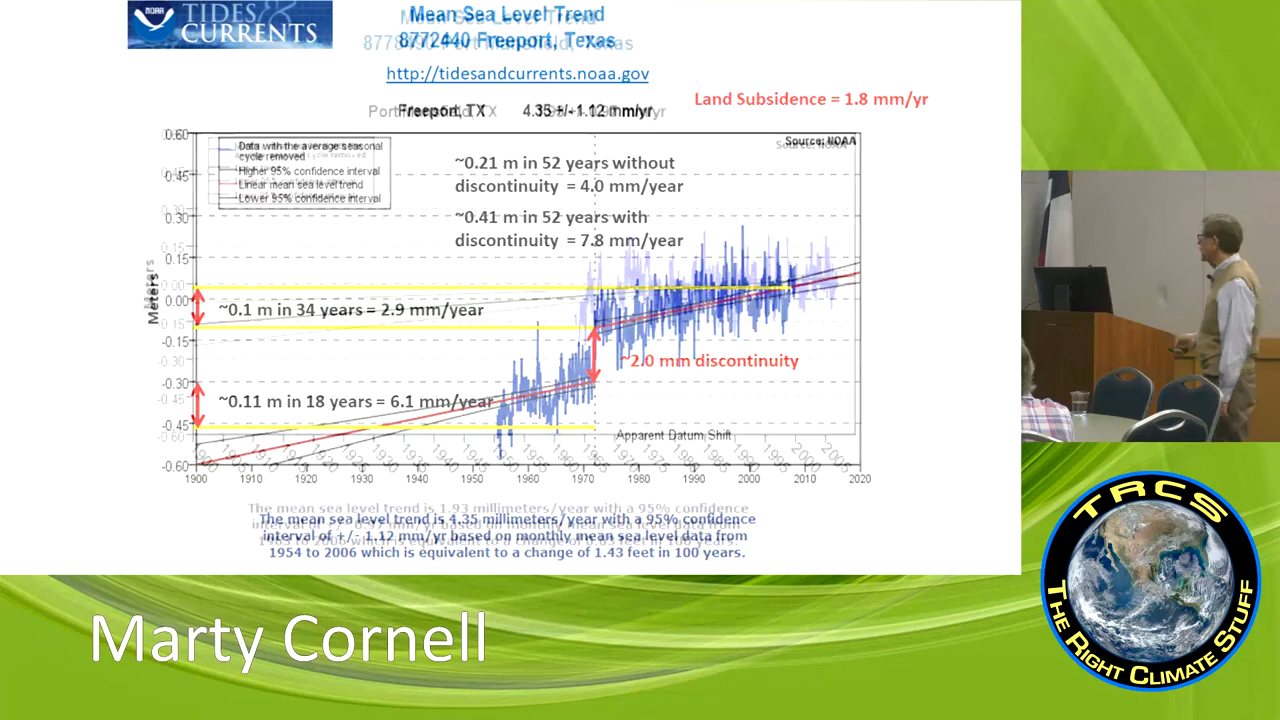 NOAA
TIDES &
CURRENTS
Mean Sea Level Trend
8772440 Freeport, Texas
http://tidesandcurrents.noaa.gov
Freeport, TX 4.35 +/- 1.12 mm/yr
Land Subsidence = 1.8 mm/yr
Source: NOAA
Data with the average seasonal
cycle removed
Higher 95% confidence interval
Linear mean sea level trend
Lower 95% confidence interval
~0.21 m in 52 years without
discontinuity = 4.0 mm/year
~0.41 m in 52 years with
discontinuity = 7.8 mm/year
Meters
0.60
0.45
0.30
0.15
0.00
-0.15
-0.30
-0.45
-0.60
~0.1 m in 34 years = 2.9 mm/year
~2.0 mm discontinuity
~0.11 m in 18 years = 6.1 mm/year
Apparent Datum Shift
1900 1910 1920 1930 1940 1950 1960 1970 1980 1990 2000 2010 2020
The mean sea level trend is 4.35 millimeters/year with a 95% confidence
interval of +/- 1.12 mm/yr based on monthly mean sea level data from
1954 to 2006 which is equivalent to a change of 1.43 feet in 100 years.
Marty Cornell
TRCS
THE RIGHT CLIMATE STUFF